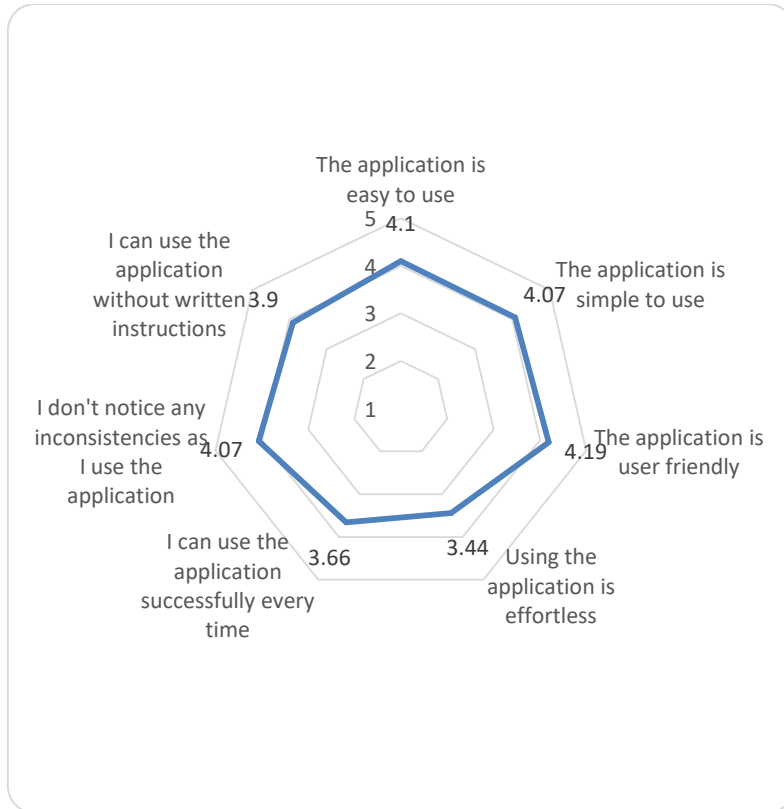 The application is
easy to use
5
4.1
4
3
2
1
The application is
simple to use
4.07
The application is
user friendly
4.19
Using the
application is
effortless
3.44
I can use the
application
successfully every
time
3.66
I don't notice any
inconsistencies as
I use the
application
4.07
I can use the
application
without written
instructions
3.9